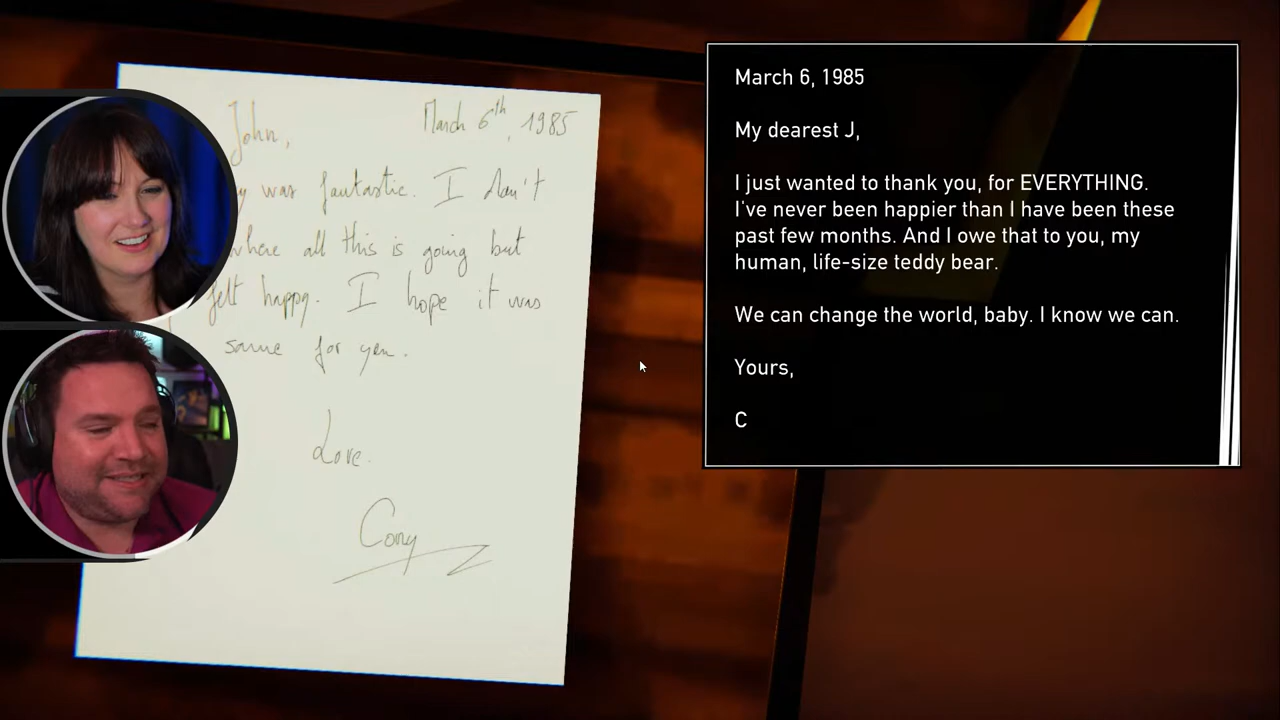 John,
March 6th, 1985
y was fantastic. I don't
where all this is going but
felt happy. I hope it was
same for you.
Love.
Cory
March 6, 1985
My dearest J,
I just wanted to thank you, for EVERYTHING.
I've never been happier than I have been these
past few months. And I owe that to you, my
human, life-size teddy bear.
We can change the world, baby. I know we can.
Yours,
C